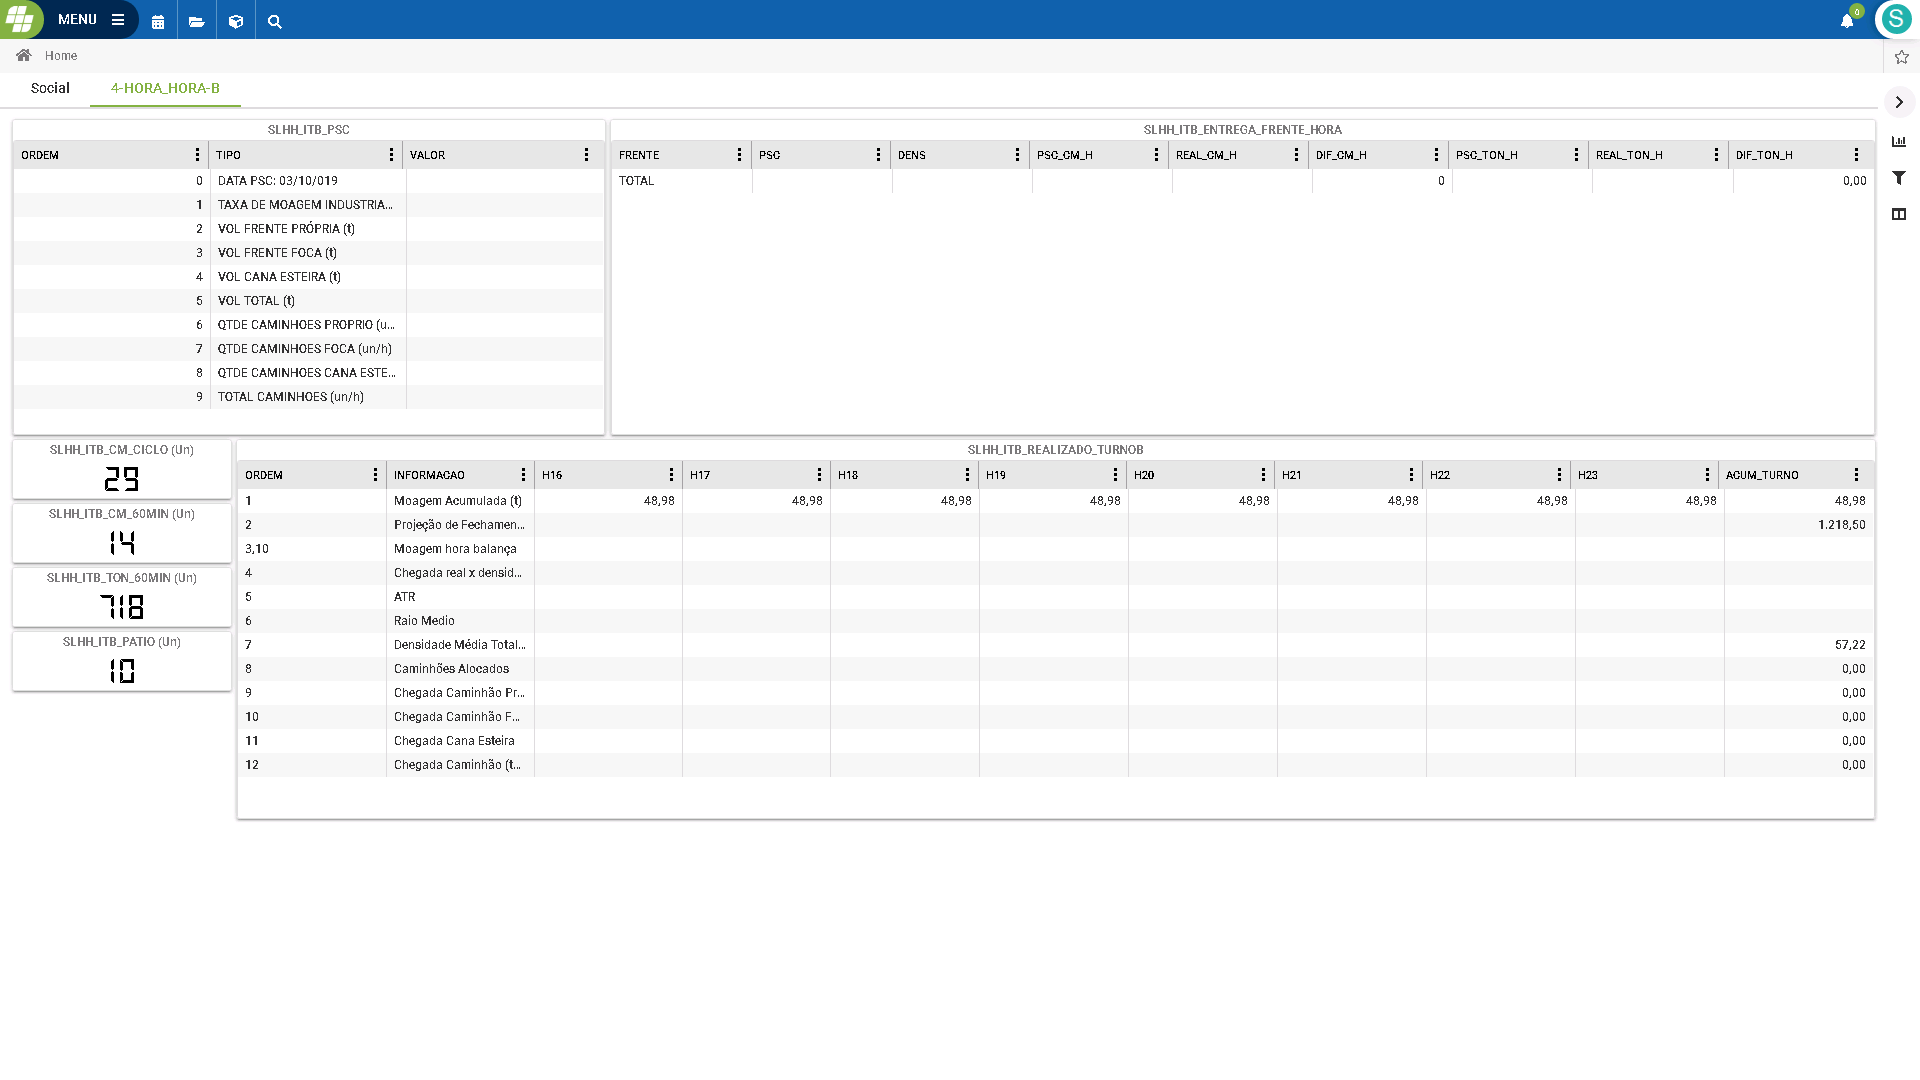 MENU
0
S
Home
Social
4-HORA_HORA-B
SLHH_ITB_PSC
ORDEM TIPO VALOR
0 DATA PSC: 03/10/019
1 TAXA DE MOAGEM INDUSTRIA...
2 VOL FRENTE PRÓPRIA (t)
3 VOL FRENTE FOCA (t)
4 VOL CANA ESTEIRA (t)
5 VOL TOTAL (t)
6 QTDE CAMINHOES PROPRIO (u...
7 QTDE CAMINHOES FOCA (un/h)
8 QTDE CAMINHOES CANA ESTE...
9 TOTAL CAMINHOES (un/h)
SLHH_ITB_ENTREGA_FRENTE_HORA
FRENTE PSC DENS PSC_CM_H REAL_CM_H DIF_CM_H PSC_TON_H REAL_TON_H DIF_TON_H
TOTAL 0 0,00
SLHH_ITB_CM_CICLO (Un)
29
SLHH_ITB_CM_60MIN (Un)
14
SLHH_ITB_TON_60MIN (Un)
718
SLHH_ITB_PATIO (Un)
10
SLHH_ITB_REALIZADO_TURNOB
ORDEM INFORMACAO H16 H17 H18 H19 H20 H21 H22 H23 ACUM_TURNO
1 Moagem Acumulada (t) 48,98 48,98 48,98 48,98 48,98 48,98 48,98 48,98 48,98
2 Projeção de Fechamen... 1.218,50
3,10 Moagem hora balança
4 Chegada real x densid...
5 ATR
6 Raio Medio
7 Densidade Média Total... 57,22
8 Caminhões Alocados 0,00
9 Chegada Caminhão Pr... 0,00
10 Chegada Caminhão F... 0,00
11 Chegada Cana Esteira 0,00
12 Chegada Caminhão (t... 0,00